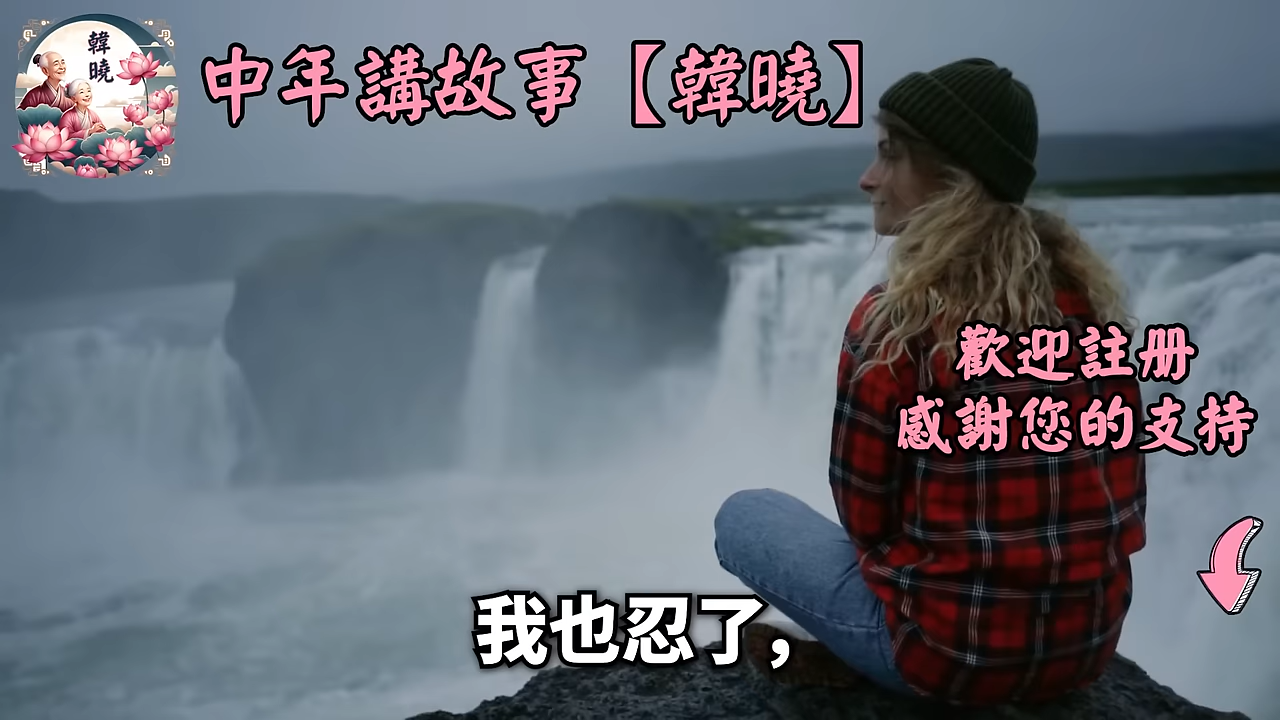 韓
曉
中年講故事【韓曉】
歡迎註册
感謝您的支持
我也忍了，